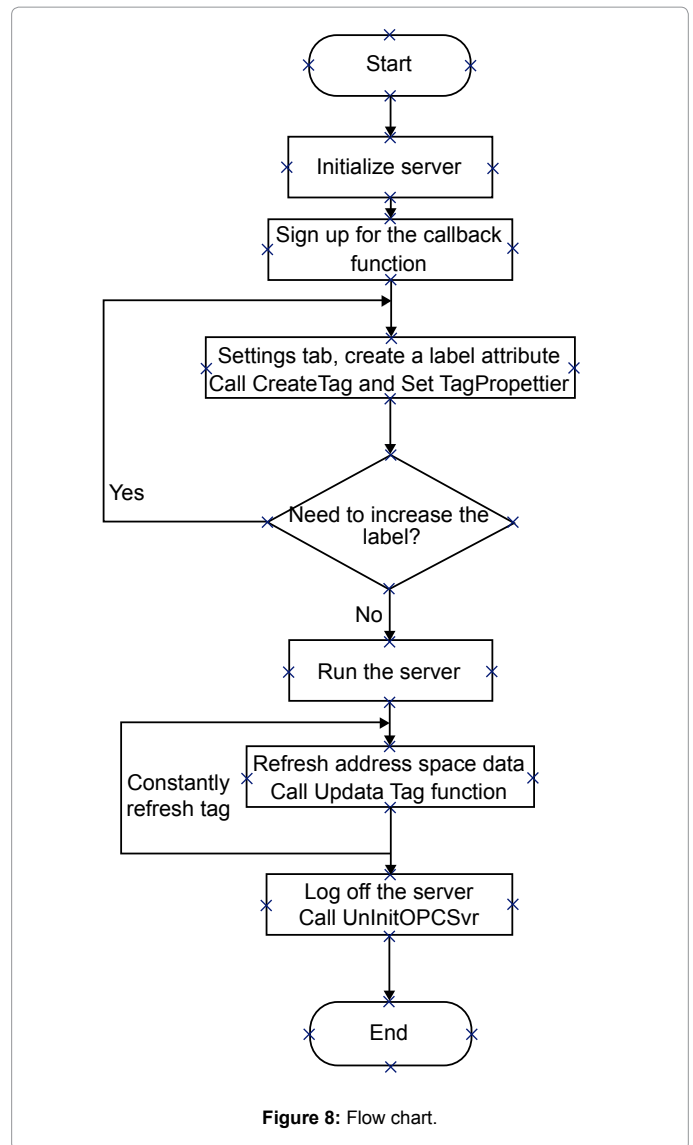 Start
Initialize server
Sign up for the callback
function
Settings tab, create a label attribute
Call CreateTag and Set TagPropettier
Yes
Need to increase the
label?
No
Run the server
Refresh address space data
Call Updata Tag function
Constantly
refresh tag
Log off the server
Call UnInitOPCSvr
End
Figure 8: Flow chart.